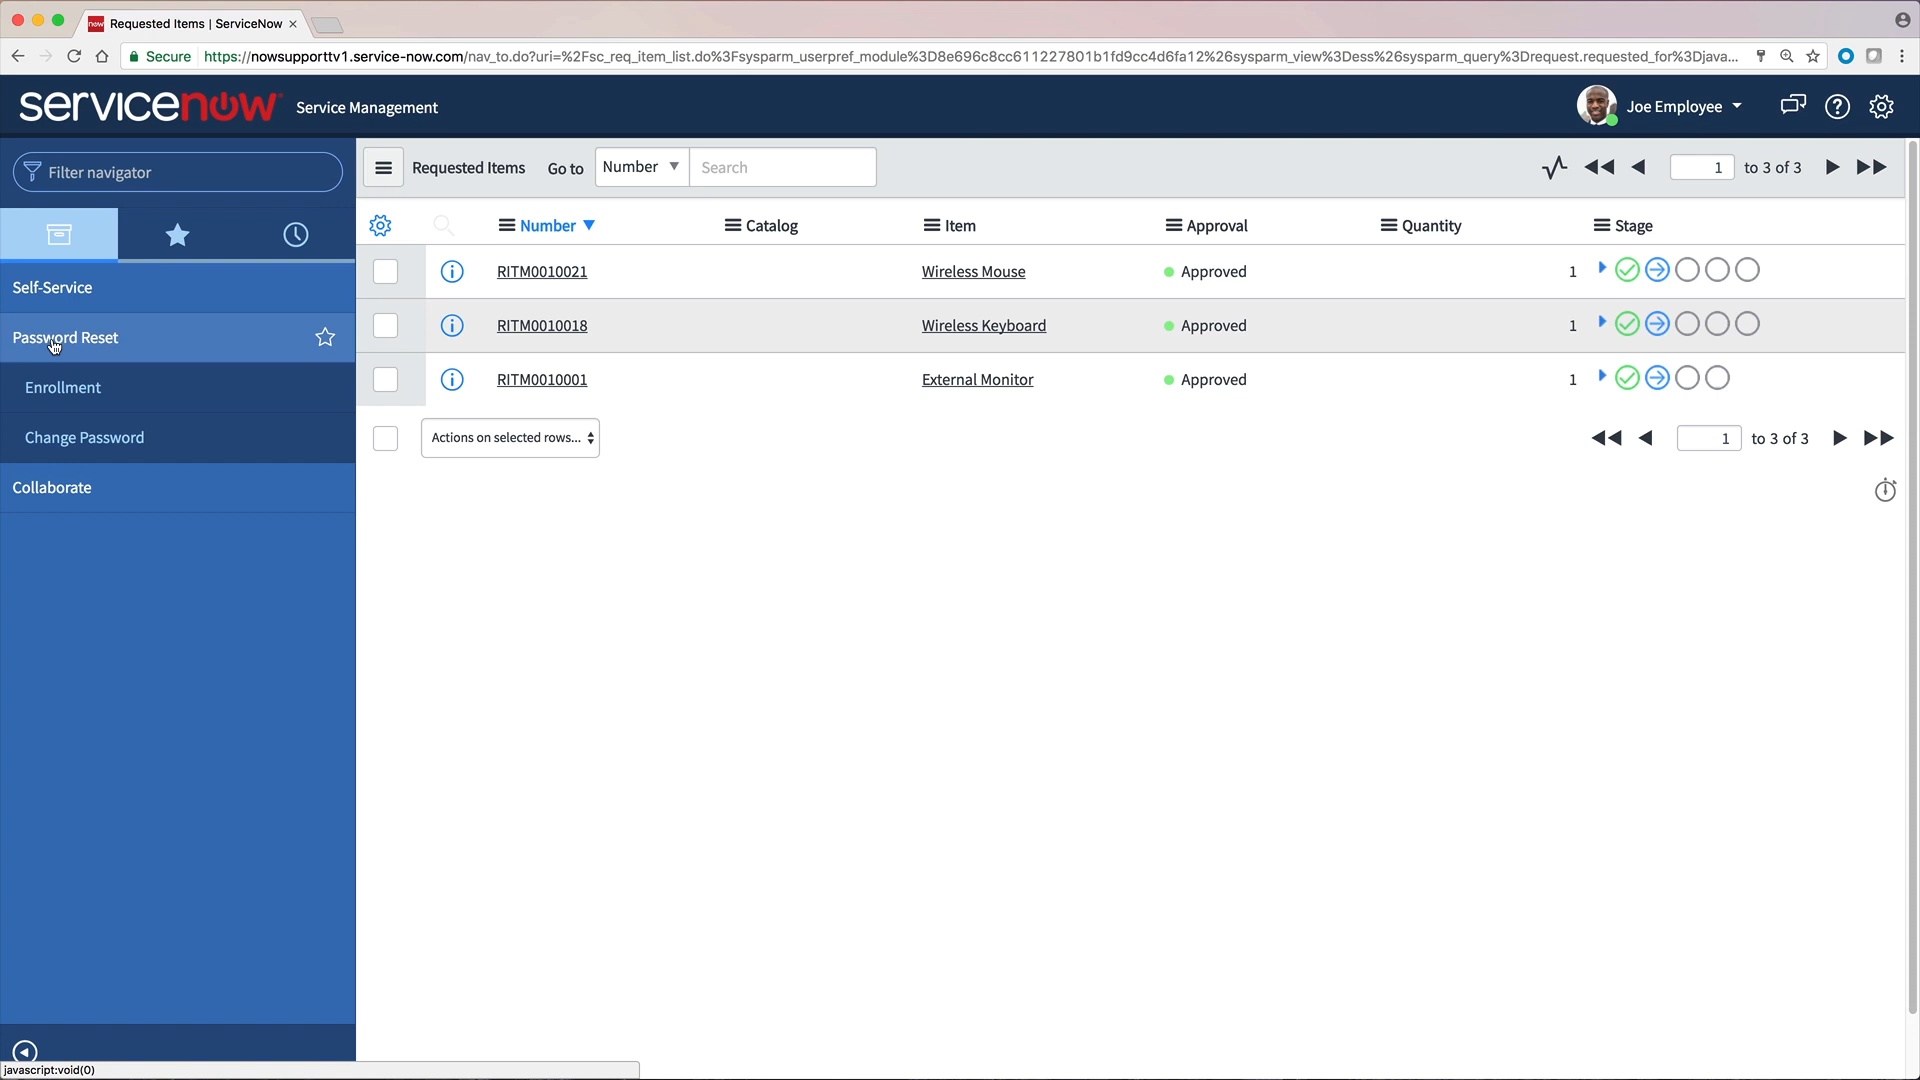 now Requested Items | ServiceNow ×
Secure https://nowsupporttv1.service-now.com/nav_to.do?uri=%2Fsc_req_item_list.do%3Fsysparm_userpref_module%3D8e696c8cc611227801b1fd9cc4d6fa12%26sysparm_view%3Dess%26sysparm_query%3Drequest.requested_for%3Djava...
servicenow Service Management Joe Employee
Filter navigator
Requested Items Go to Number Search 1 to 3 of 3
Number Catalog Item Approval Quantity Stage
RITM0010021 Wireless Mouse Approved 1
RITM0010018 Wireless Keyboard Approved 1
RITM0010001 External Monitor Approved 1
Actions on selected rows... 1 to 3 of 3
Self-Service
Password Reset
Enrollment
Change Password
Collaborate
javascript:void(0)